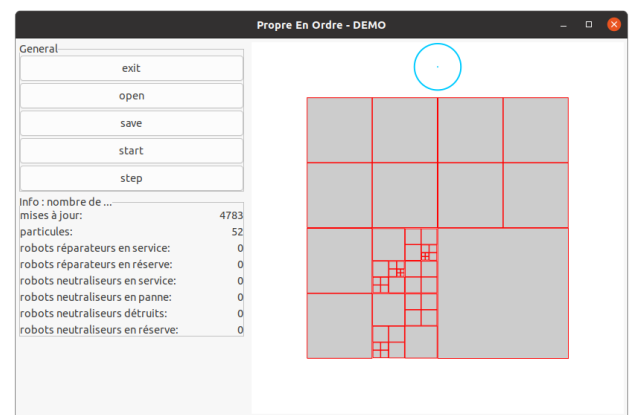 Propre En Ordre - DEMO
General
exit
open
save
start
step
Info : nombre de ...
mises à jour: 4783
particules: 52
robots réparateurs en service: 0
robots réparateurs en réserve: 0
robots neutraliseurs en service: 0
robots neutraliseurs en panne: 0
robots neutraliseurs détruits: 0
robots neutraliseurs en réserve: 0